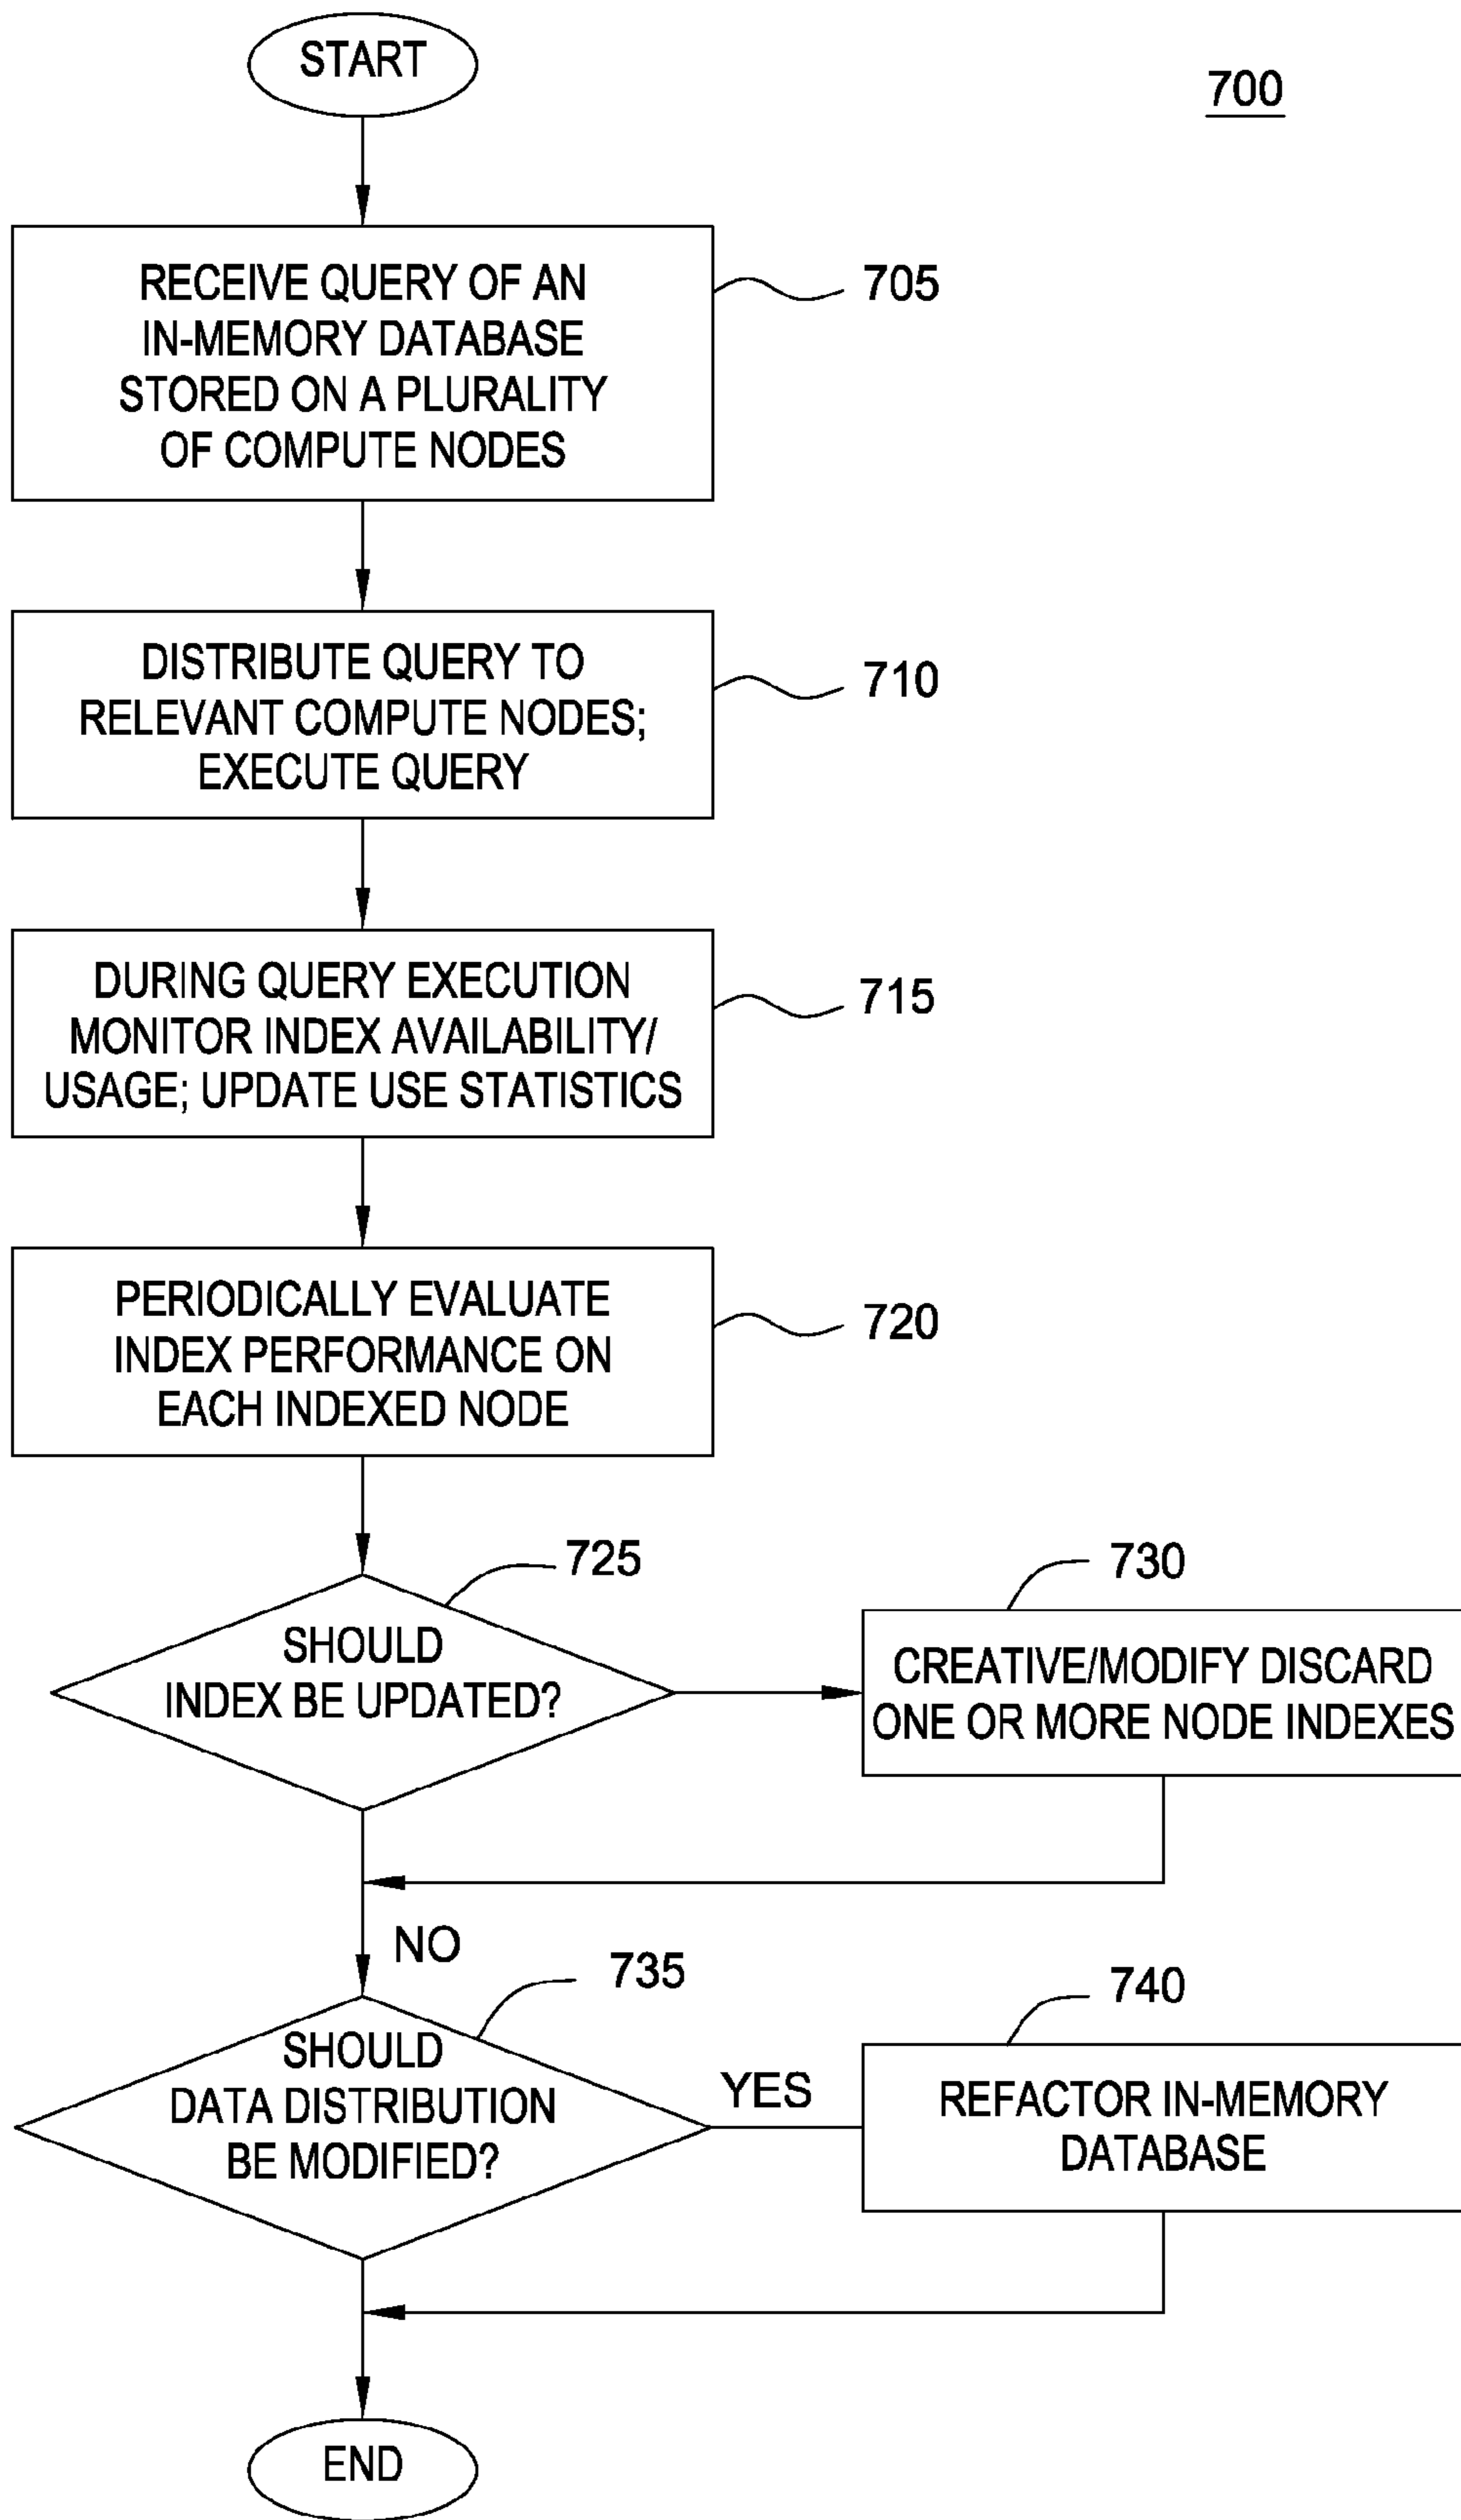 START
700
RECEIVE QUERY OF AN
IN-MEMORY DATABASE
STORED ON A PLURALITY
OF COMPUTE NODES
705
DISTRIBUTE QUERY TO
RELEVANT COMPUTE NODES;
EXECUTE QUERY
710
DURING QUERY EXECUTION
MONITOR INDEX AVAILABILITY/
USAGE; UPDATE USE STATISTICS
715
PERIODICALLY EVALUATE
INDEX PERFORMANCE ON
EACH INDEXED NODE
720
SHOULD
INDEX BE UPDATED?
725
CREATIVE/MODIFY DISCARD
ONE OR MORE NODE INDEXES
730
NO
SHOULD
DATA DISTRIBUTION
BE MODIFIED?
735
YES
REFACTOR IN-MEMORY
DATABASE
740
END